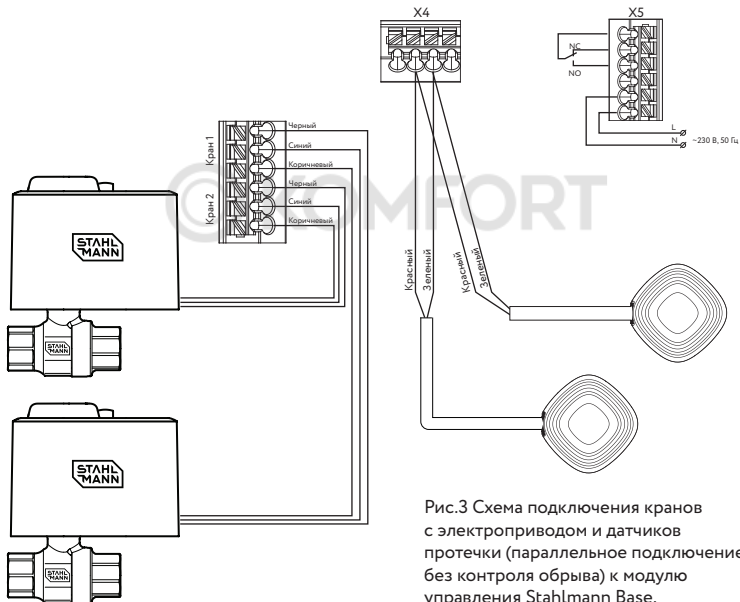 X4
X5
NC
NO
L
N
~230 В, 50 Гц
Кран 1
Кран 2
Черный
Синий
Коричневый
Черный
Синий
Коричневый
© KOMFORT
STAHL
MANN
STAHL
MANN
STAHL
MANN
STAHL
MANN
Красный
Зеленый
Красный
Зеленый
Рис.3 Схема подключения кранов
с электроприводом и датчиков
протечки (параллельное подключение
без контроля обрыва) к модулю
управления Stahlmann Base.